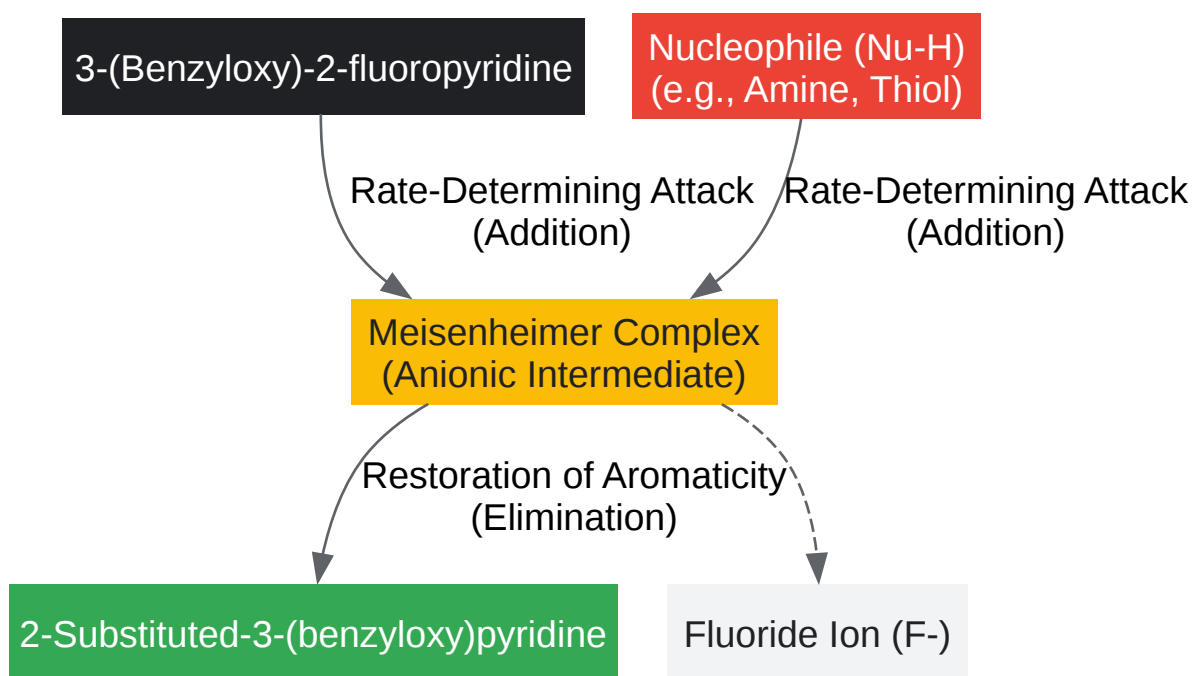 3-(Benzyloxy)-2-fluoropyridine
Nucleophile (Nu-H)
(e.g., Amine, Thiol)
Rate-Determining Attack
(Addition)
Rate-Determining Attack
(Addition)
Meisenheimer Complex
(Anionic Intermediate)
Restoration of Aromaticity
(Elimination)
2-Substituted-3-(benzyloxy)pyridine
Fluoride Ion (F-)